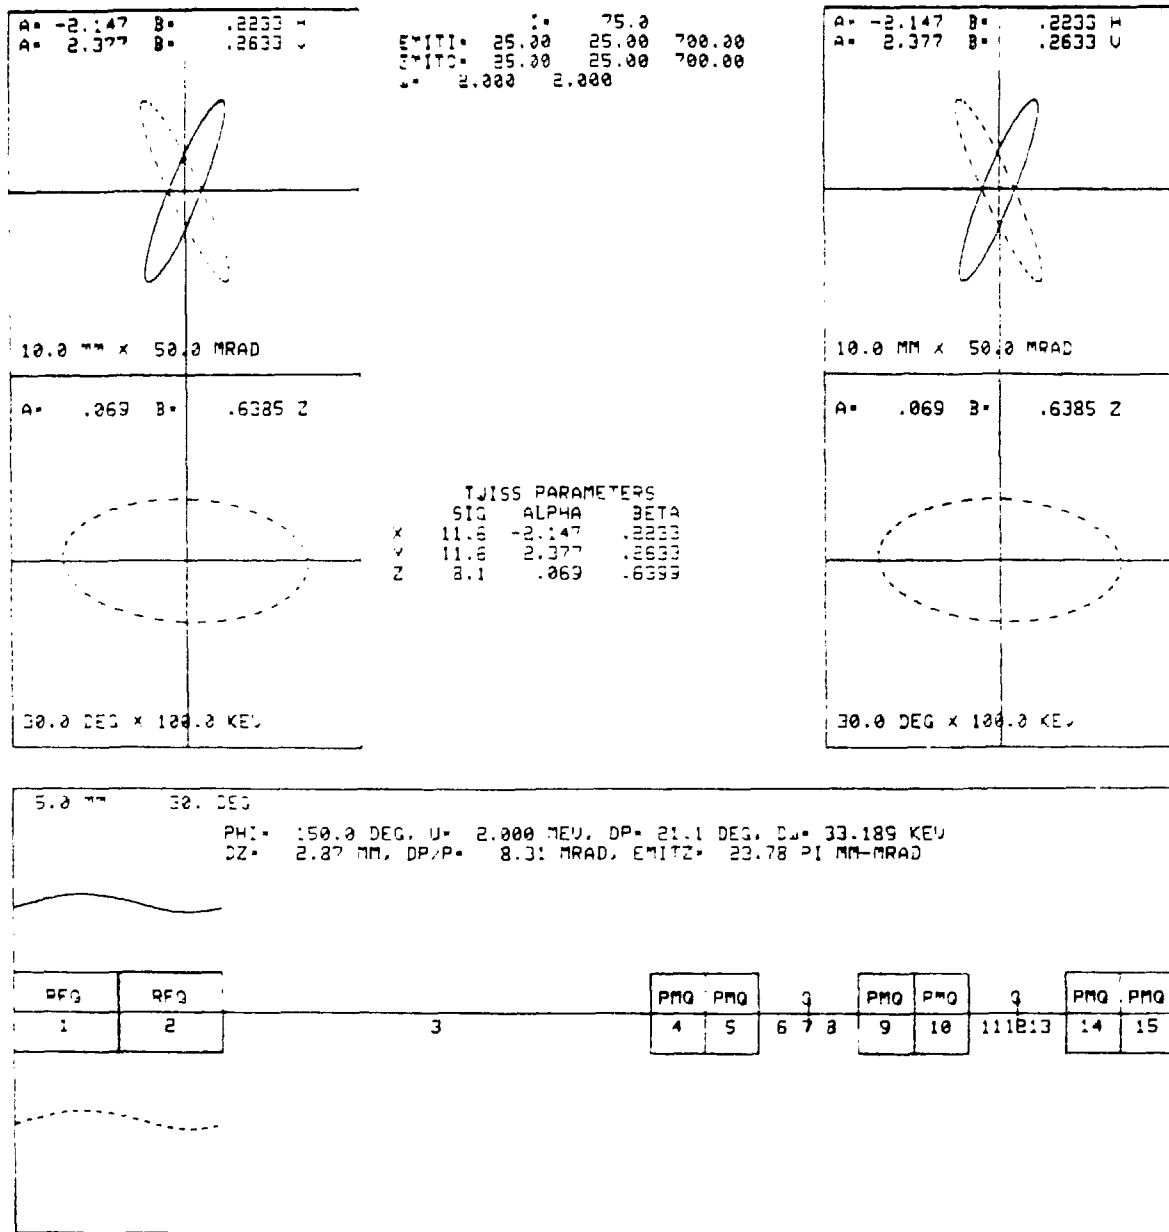 A= -2.147 B= .2233 H
A= 2.377 B= .2633 V
I= 75.0
EMITI= 25.00 25.00 700.00
EMITO= 25.00 25.00 700.00
W= 2.000 2.000
A= -2.147 B= .2233 H
A= 2.377 B= .2633 V
10.0 MM X 50.0 MRAD
10.0 MM X 50.0 MRAD
A= .069 B= .6385 Z
A= .069 B= .6385 Z
TWISS PARAMETERS
SIG ALPHA BETA
X 11.6 -2.147 .2233
Y 11.6 2.377 .2633
Z 8.1 .069 .6399
30.0 DEG X 100.0 KEV
30.0 DEG X 100.0 KEV
5.0 MM 30. DEG
PHI= 150.0 DEG, W= 2.000 MEV, DP= 21.1 DEG, DW= 33.189 KEV
DZ= 2.87 MM, DP/P= 8.31 MRAD, EMITZ= 23.78 PI MM-MRAD
RFQ RFQ PMQ PMQ G PMQ PMQ G PMQ PMQ
1 2 3 4 5 6 7 8 9 10 11 12 13 14 15